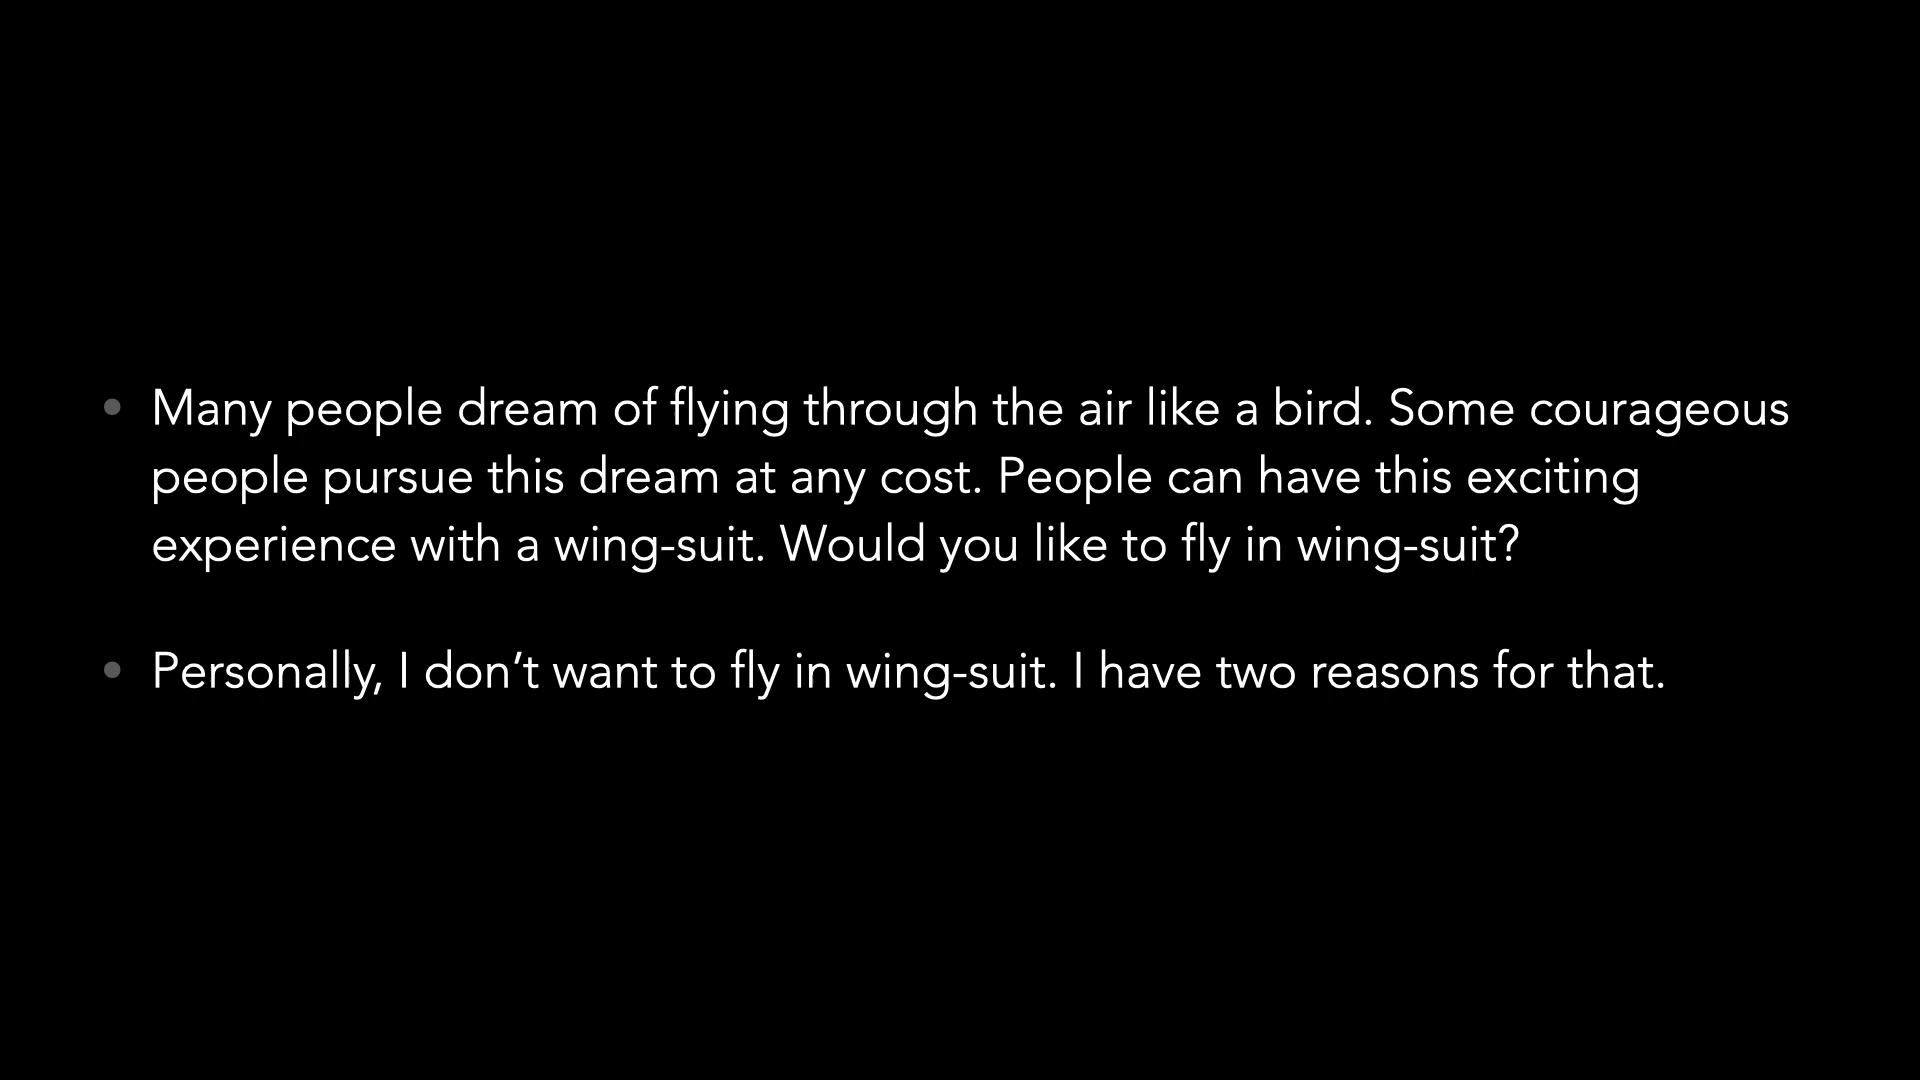 • Many people dream of flying through the air like a bird. Some courageous
people pursue this dream at any cost. People can have this exciting
experience with a wing-suit. Would you like to fly in wing-suit?
• Personally, I don’t want to fly in wing-suit. I have two reasons for that.